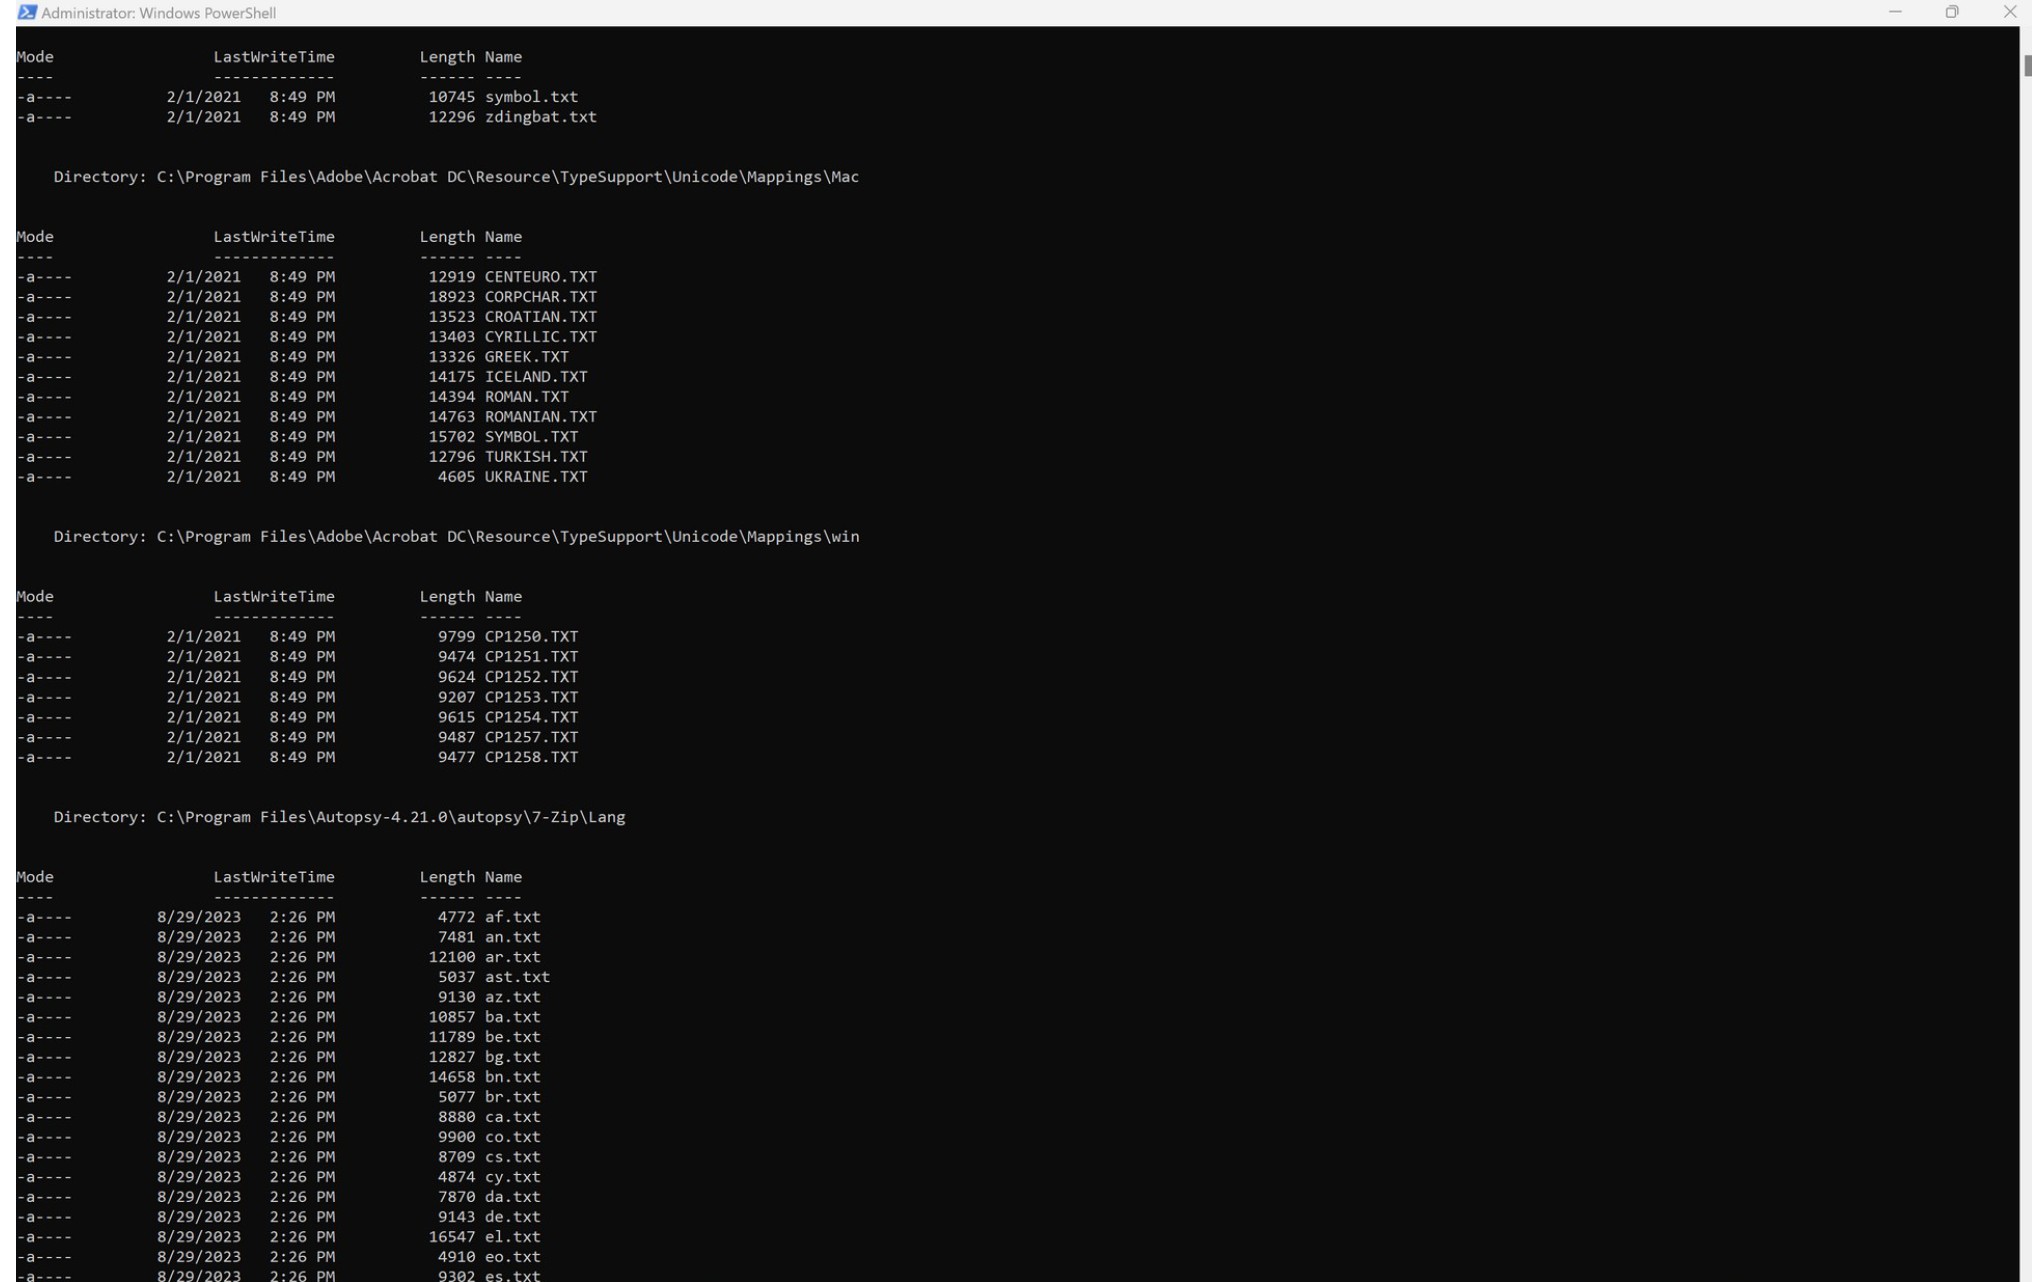 Administrator: Windows PowerShell
Mode                 LastWriteTime         Length Name
----                 -------------         ------ ----
-a----          2/1/2021   8:49 PM          10745 symbol.txt
-a----          2/1/2021   8:49 PM          12296 zdingbat.txt
    Directory: C:\Program Files\Adobe\Acrobat DC\Resource\TypeSupport\Unicode\Mappings\Mac
Mode                 LastWriteTime         Length Name
----                 -------------         ------ ----
-a----          2/1/2021   8:49 PM          12919 CENTEURO.TXT
-a----          2/1/2021   8:49 PM          18923 CORPCHAR.TXT
-a----          2/1/2021   8:49 PM          13523 CROATIAN.TXT
-a----          2/1/2021   8:49 PM          13403 CYRILLIC.TXT
-a----          2/1/2021   8:49 PM          13326 GREEK.TXT
-a----          2/1/2021   8:49 PM          14175 ICELAND.TXT
-a----          2/1/2021   8:49 PM          14394 ROMAN.TXT
-a----          2/1/2021   8:49 PM          14763 ROMANIAN.TXT
-a----          2/1/2021   8:49 PM          15702 SYMBOL.TXT
-a----          2/1/2021   8:49 PM          12796 TURKISH.TXT
-a----          2/1/2021   8:49 PM           4605 UKRAINE.TXT
    Directory: C:\Program Files\Adobe\Acrobat DC\Resource\TypeSupport\Unicode\Mappings\win
Mode                 LastWriteTime         Length Name
----                 -------------         ------ ----
-a----          2/1/2021   8:49 PM           9799 CP1250.TXT
-a----          2/1/2021   8:49 PM           9474 CP1251.TXT
-a----          2/1/2021   8:49 PM           9624 CP1252.TXT
-a----          2/1/2021   8:49 PM           9207 CP1253.TXT
-a----          2/1/2021   8:49 PM           9615 CP1254.TXT
-a----          2/1/2021   8:49 PM           9487 CP1257.TXT
-a----          2/1/2021   8:49 PM           9477 CP1258.TXT
    Directory: C:\Program Files\Autopsy-4.21.0\autopsy\7-Zip\Lang
Mode                 LastWriteTime         Length Name
----                 -------------         ------ ----
-a----         8/29/2023   2:26 PM           4772 af.txt
-a----         8/29/2023   2:26 PM           7481 an.txt
-a----         8/29/2023   2:26 PM          12100 ar.txt
-a----         8/29/2023   2:26 PM           5037 ast.txt
-a----         8/29/2023   2:26 PM           9130 az.txt
-a----         8/29/2023   2:26 PM          10857 ba.txt
-a----         8/29/2023   2:26 PM          11789 be.txt
-a----         8/29/2023   2:26 PM          12827 bg.txt
-a----         8/29/2023   2:26 PM          14658 bn.txt
-a----         8/29/2023   2:26 PM           5077 br.txt
-a----         8/29/2023   2:26 PM           8880 ca.txt
-a----         8/29/2023   2:26 PM           9900 co.txt
-a----         8/29/2023   2:26 PM           8709 cs.txt
-a----         8/29/2023   2:26 PM           4874 cy.txt
-a----         8/29/2023   2:26 PM           7870 da.txt
-a----         8/29/2023   2:26 PM           9143 de.txt
-a----         8/29/2023   2:26 PM          16547 el.txt
-a----         8/29/2023   2:26 PM           4910 eo.txt
-a----         8/29/2023   2:26 PM           9302 es.txt